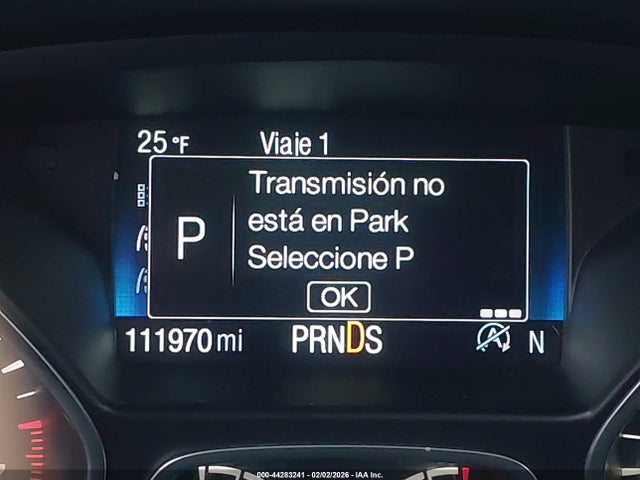 25°F Viaje 1
Transmisión no
está en Park
Seleccione P
P
OK
111970 mi PRNDS A N
000-44283241 - 02/02/2026 - IAA Inc.